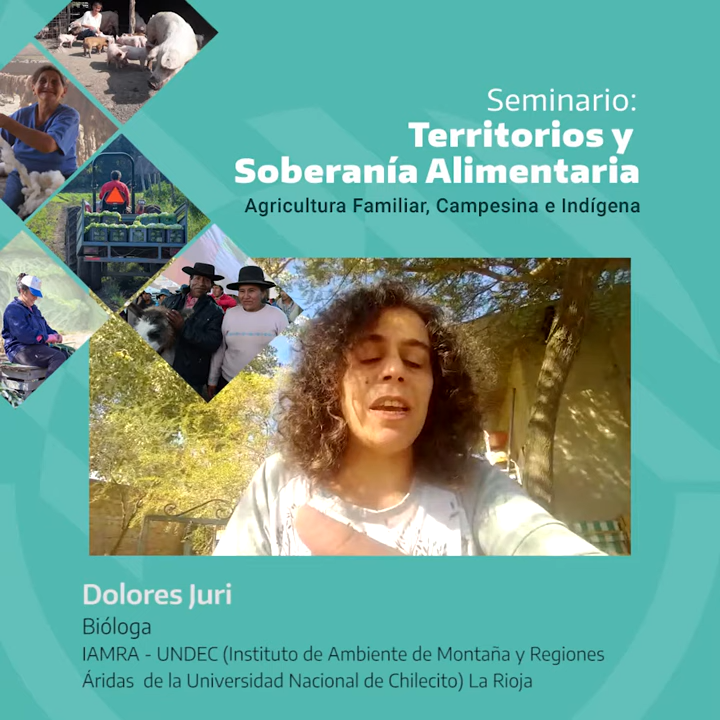 Seminario:
Territorios y
Soberanía Alimentaria
Agricultura Familiar, Campesina e Indígena
Dolores Juri
Bióloga
IAMRA - UNDEC (Instituto de Ambiente de Montaña y Regiones
Áridas de la Universidad Nacional de Chilecito) La Rioja